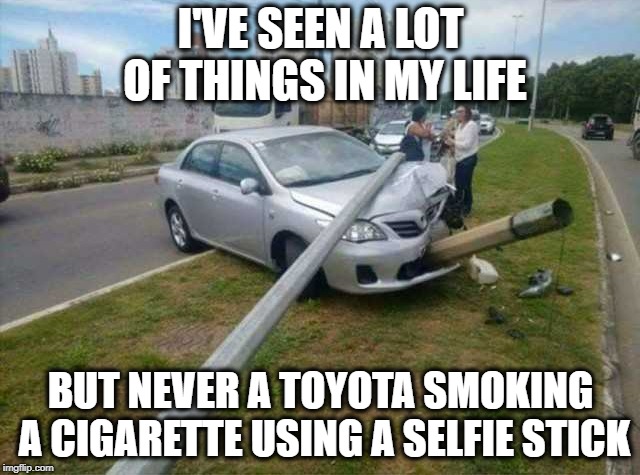 I'VE SEEN A LOT
OF THINGS IN MY LIFE
BUT NEVER A TOYOTA SMOKING
A CIGARETTE USING A SELFIE STICK
imgflip.com